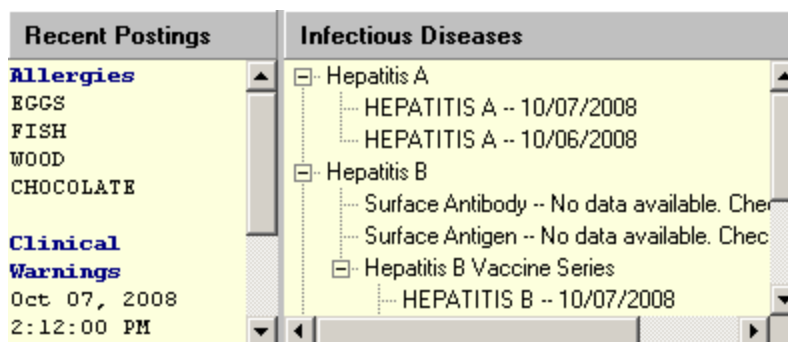 Recent Postings
Allergies
EGGS
FISH
WOOD
CHOCOLATE
Clinical
Warnings
Oct 07, 2008
2:12:00 PM
Infectious Diseases
Hepatitis A
HEPATITIS A -- 10/07/2008
HEPATITIS A -- 10/06/2008
Hepatitis B
Surface Antibody -- No data available. Che
Surface Antigen -- No data available. Chec
Hepatitis B Vaccine Series
HEPATITIS B -- 10/07/2008